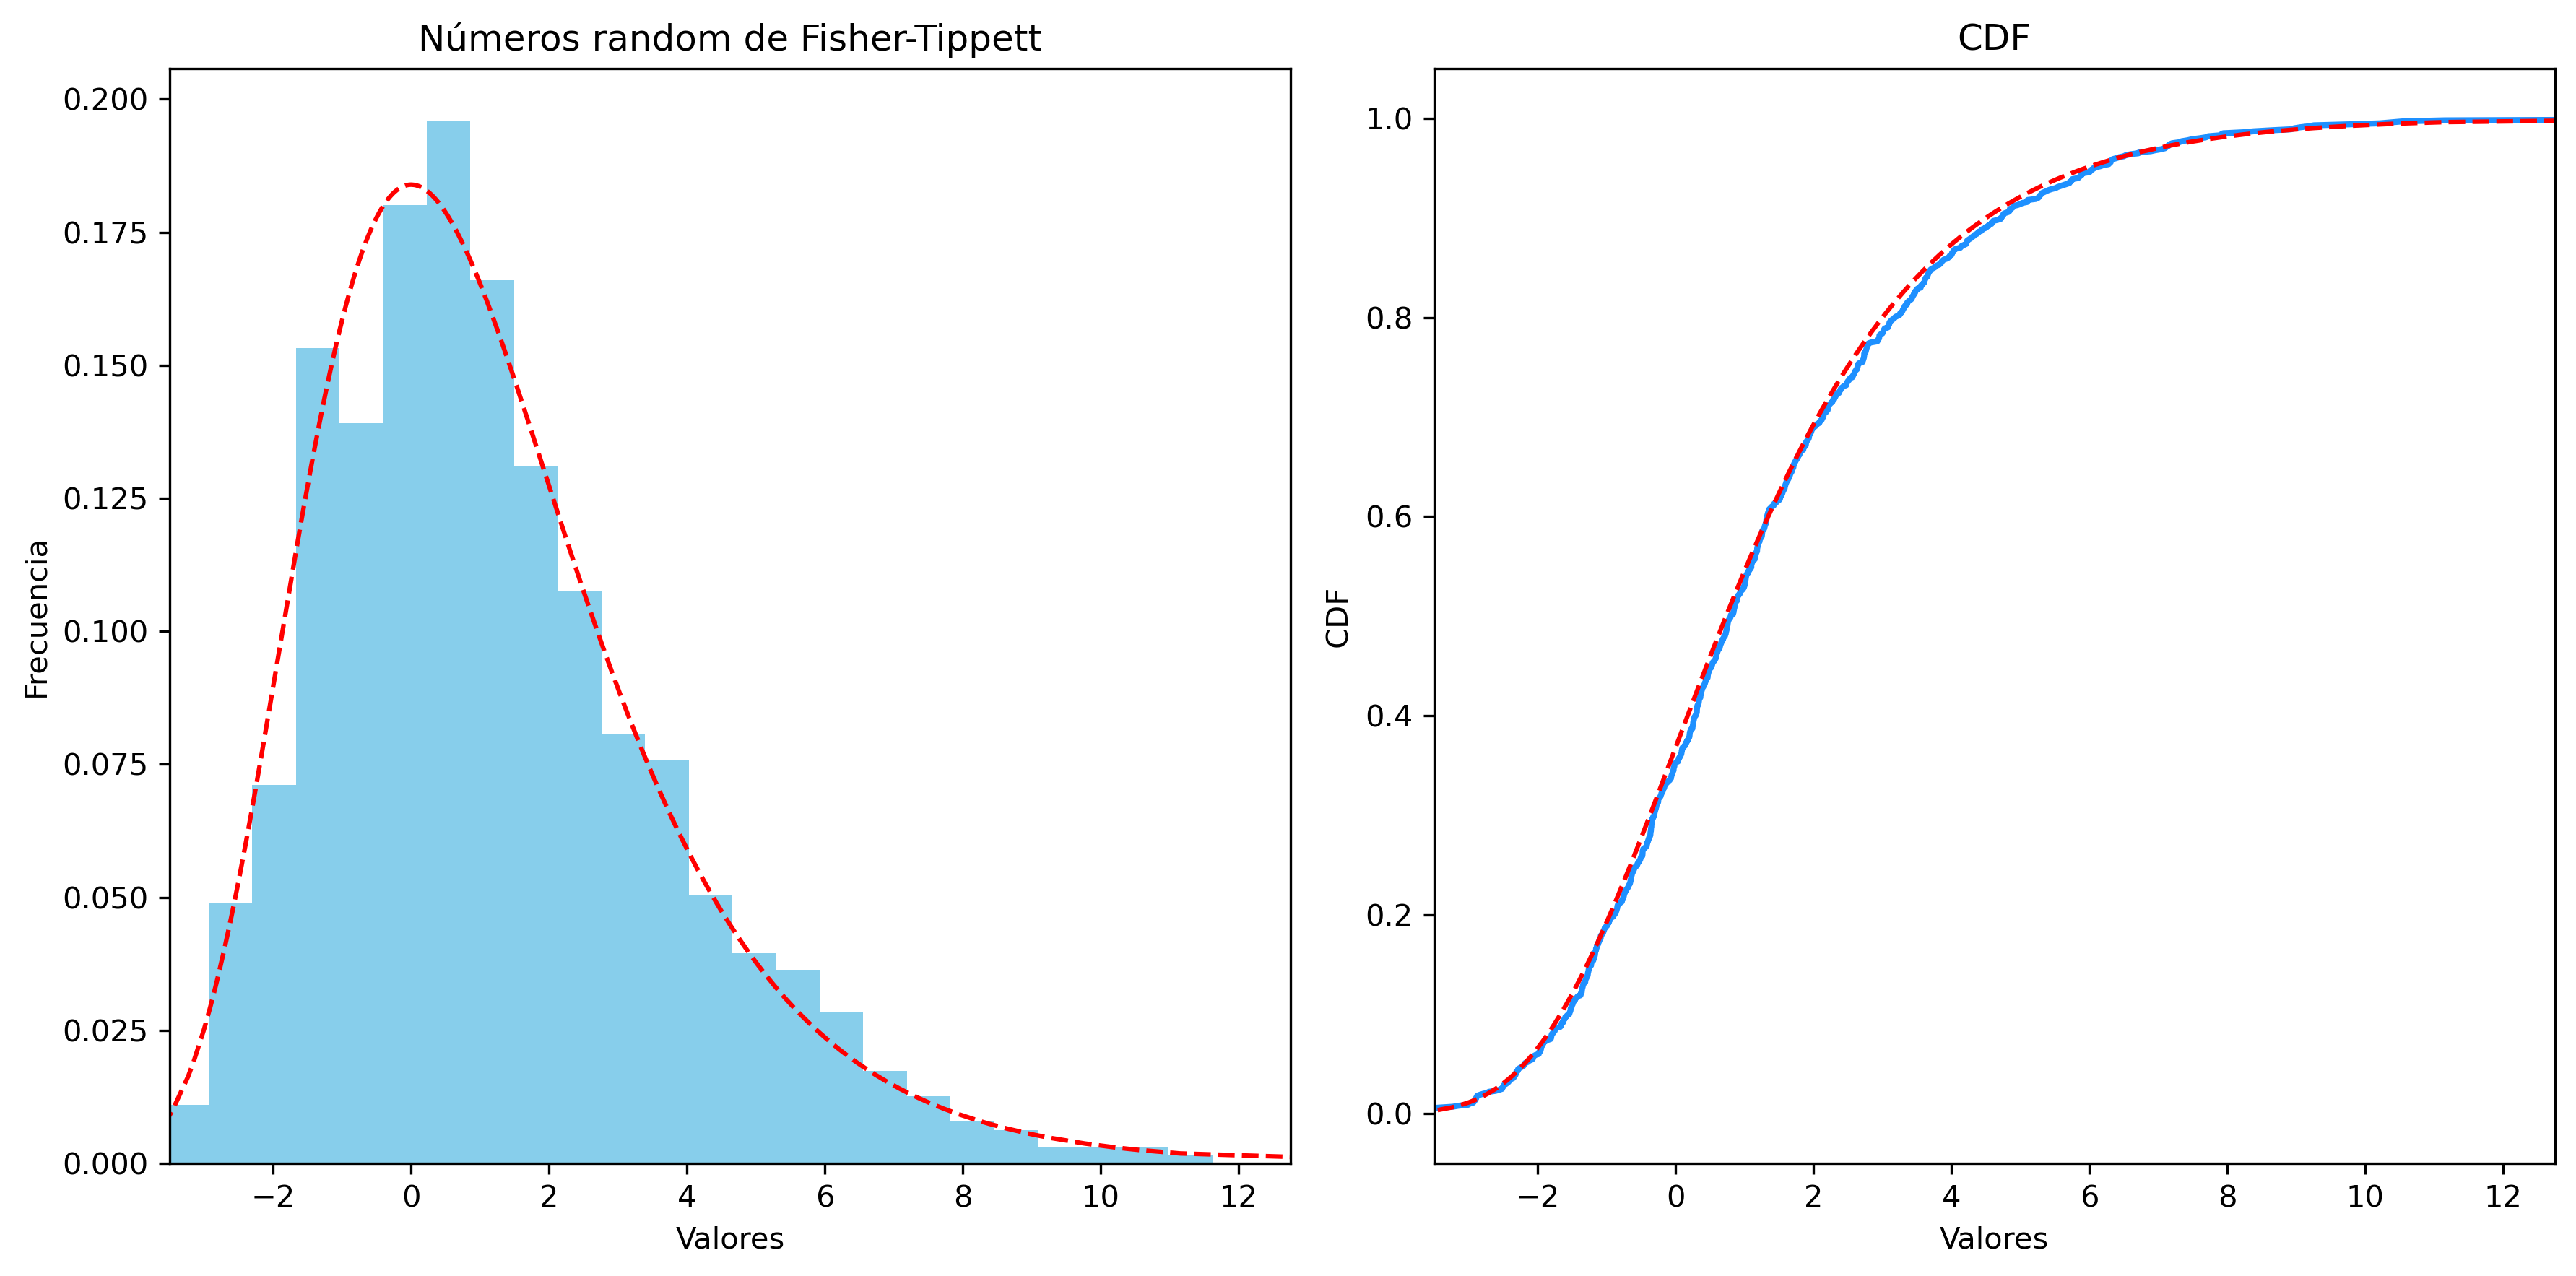 Números random de Fisher-Tippett
0.200
0.175
0.150
0.125
0.100
0.075
0.050
0.025
0.000
Frecuencia
−2 0 2 4 6 8 10 12
Valores
CDF
1.0
0.8
0.6
0.4
0.2
0.0
CDF
−2 0 2 4 6 8 10 12
Valores